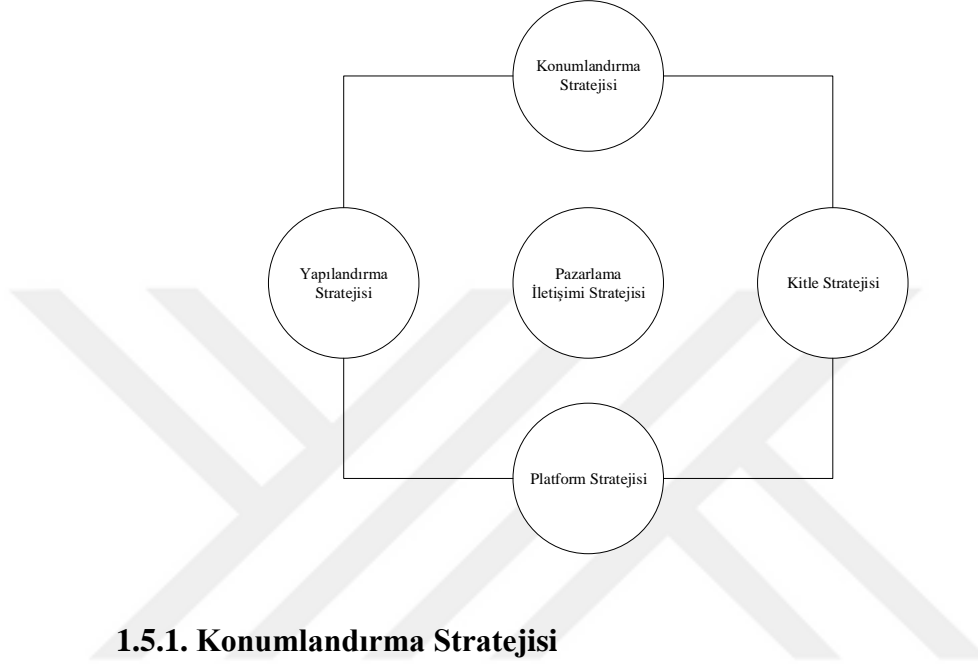 Konumlandırma
Stratejisi
Yapılandırma
Stratejisi
Pazarlama
İletişimi Stratejisi
Kitle Stratejisi
Platform Stratejisi
1.5.1. Konumlandırma Stratejisi